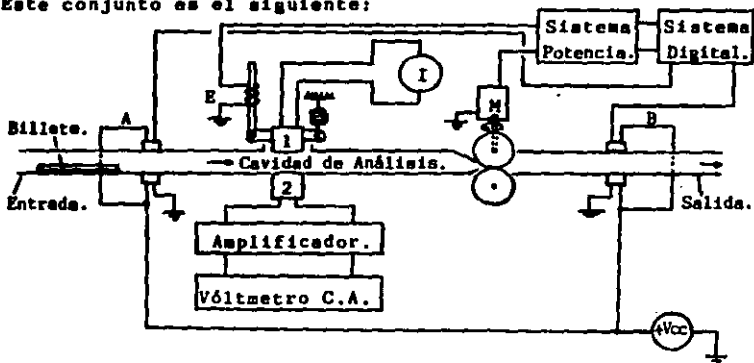 Este conjunto es el siguiente:
Sistema Potencia.
Sistema Digital.
I
E
M
A
B
Billete.
1
Cavidad de Análisis.
2
Entrada.
Salida.
Amplificador.
Vóltmetro C.A.
+Vcc